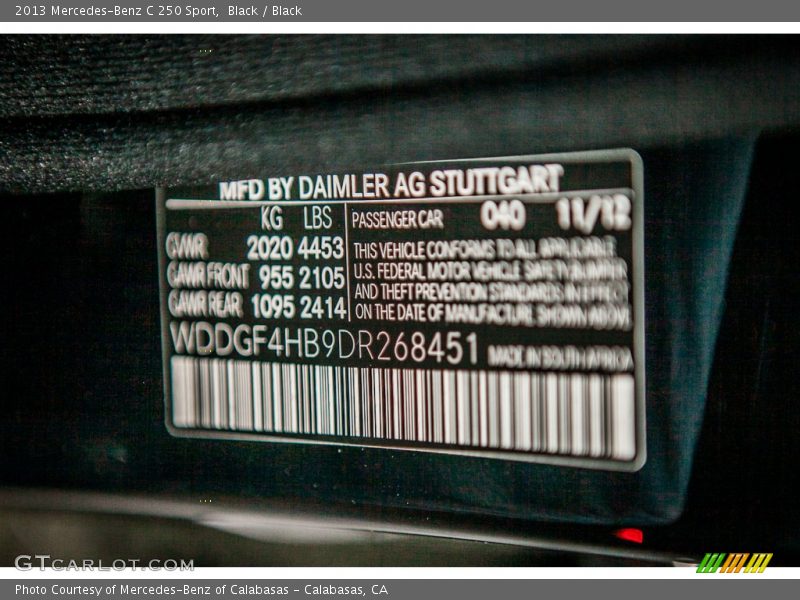 2013 Mercedes-Benz C 250 Sport, Black / Black
MFD BY DAIMLER AG STUTTGART
KG LBS PASSENGER CAR 040 11/12
GVWR 2020 4453 THIS VEHICLE CONFORMS TO ALL APPLICABLE
GAWR FRONT 955 2105 U.S. FEDERAL MOTOR VEHICLE SAFETY BUMPER
GAWR REAR 1095 2414 AND THEFT PREVENTION STANDARDS IN EFFECT
ON THE DATE OF MANUFACTURE SHOWN ABOVE
WDDGF4HB9DR268451 MADE IN SOUTH AFRICA
GTCARLOT.COM
Photo Courtesy of Mercedes-Benz of Calabasas - Calabasas, CA